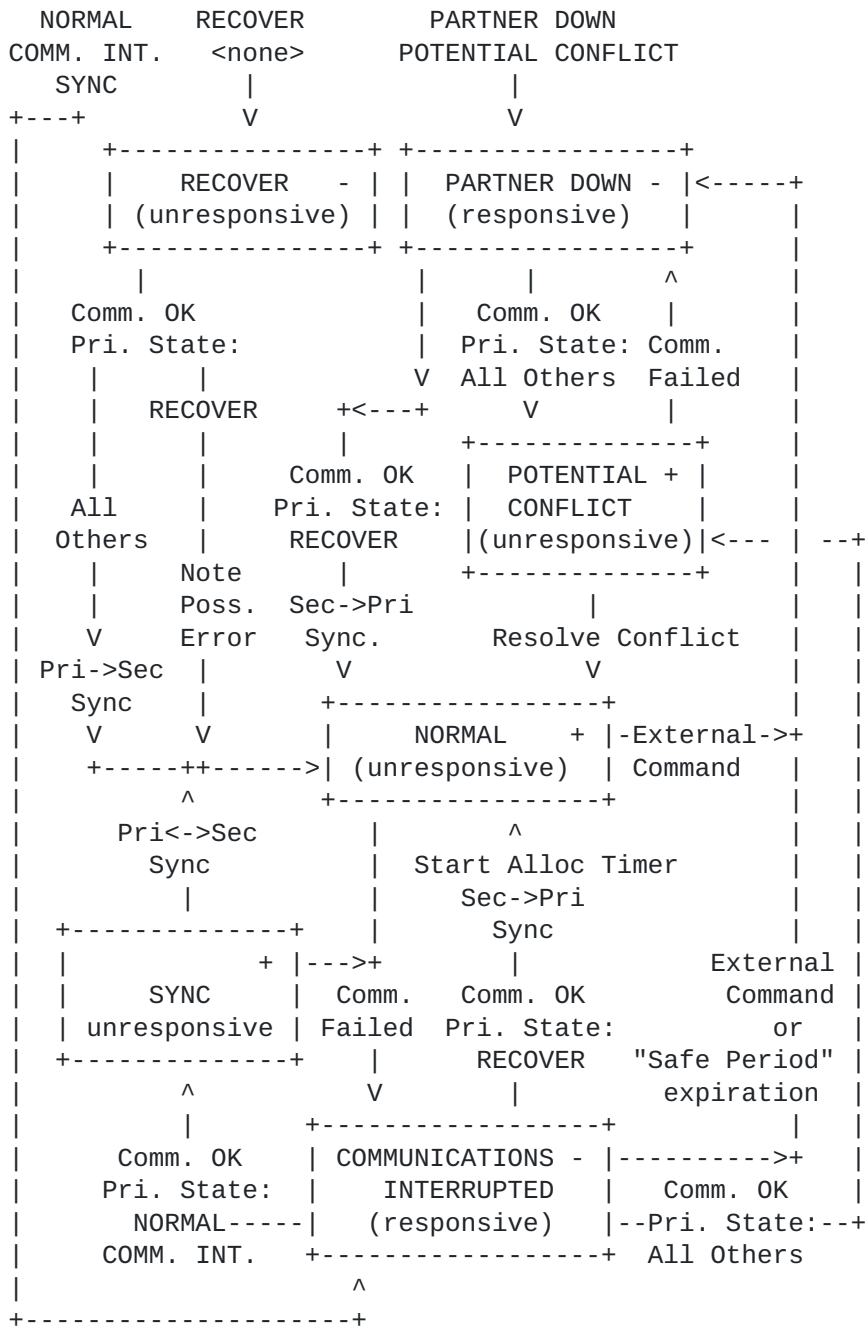 NORMAL RECOVER PARTNER DOWN
COMM. INT. <none> POTENTIAL CONFLICT
SYNC
RECOVER - PARTNER DOWN -
(unresponsive) (responsive)
Comm. OK Comm. OK
Pri. State: Pri. State: Comm.
All Others Failed
RECOVER
Comm. OK POTENTIAL +
All Pri. State: CONFLICT
Others RECOVER (unresponsive)
Note
Poss. Sec->Pri
Error Sync. Resolve Conflict
Pri->Sec
Sync
NORMAL + -External->
(unresponsive) Command
Pri<->Sec
Sync Start Alloc Timer
Sec->Pri
Sync
+ External
SYNC Comm. Comm. OK Command
unresponsive Failed Pri. State: or
RECOVER "Safe Period"
expiration
Comm. OK COMMUNICATIONS -
Pri. State: INTERRUPTED Comm. OK
NORMAL (responsive) Pri. State:
COMM. INT. All Others